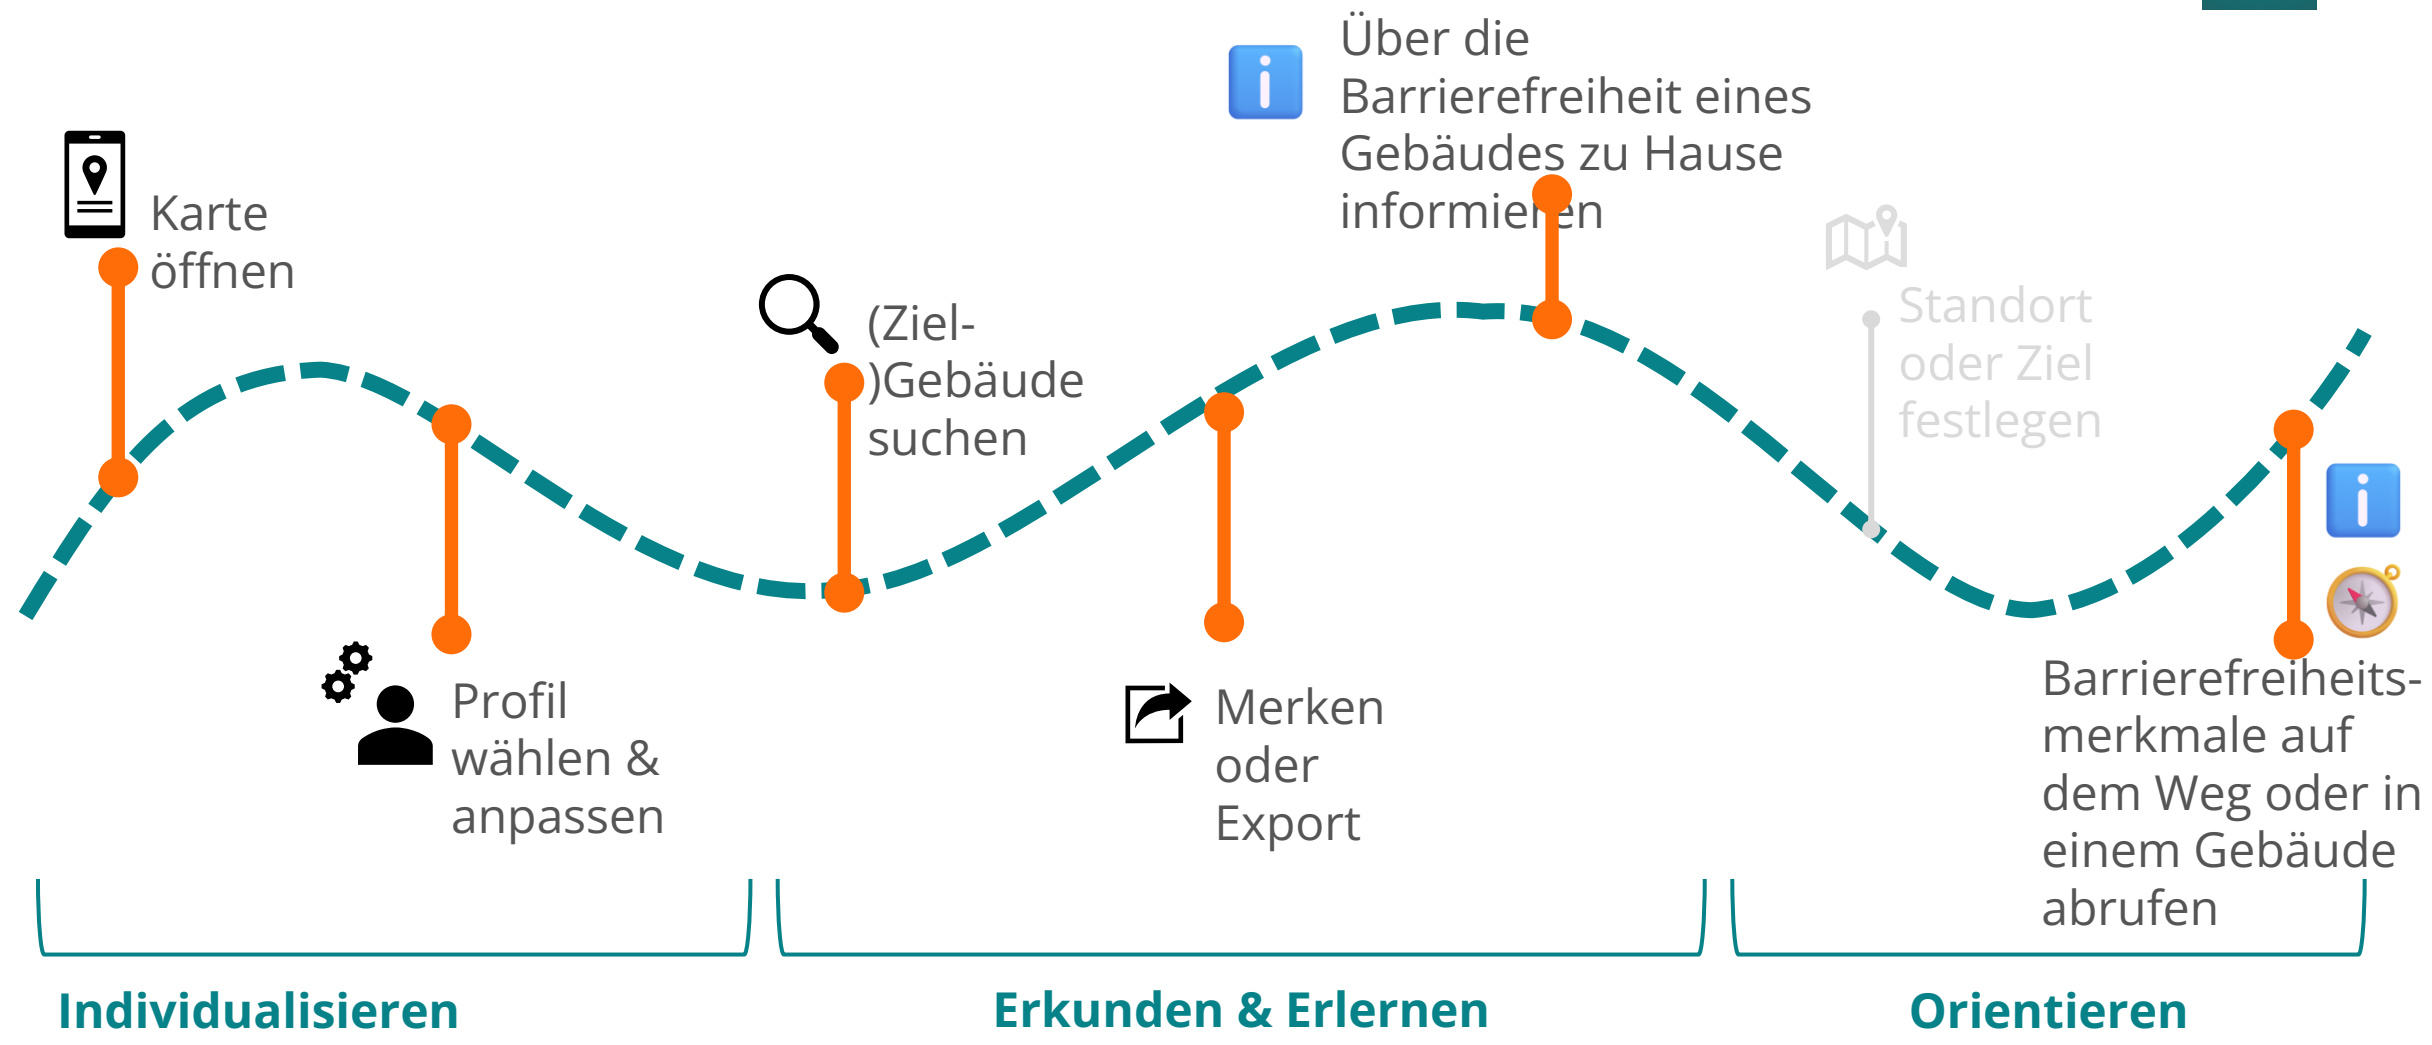 Über die
Barrierefreiheit eines
Gebäudes zu Hause
informieren
Karte
öffnen
(Ziel-
)Gebäude
suchen
Standort
oder Ziel
festlegen
Profil
wählen &
anpassen
Merken
oder
Export
Barrierefreiheits-
merkmale auf
dem Weg oder in
einem Gebäude
abrufen
Individualisieren
Erkunden & Erlernen
Orientieren